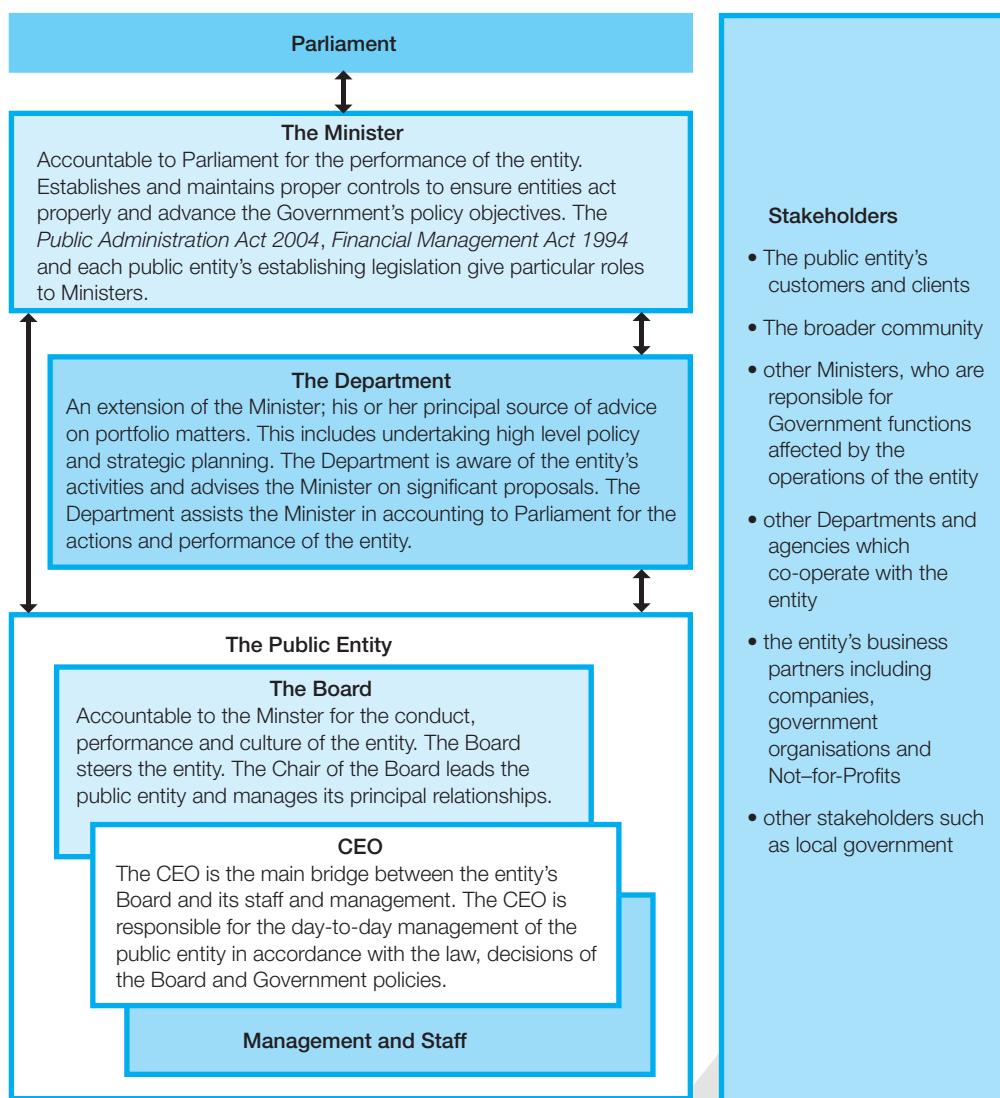 Parliament
The Minister
Accountable to Parliament for the performance of the entity.
Establishes and maintains proper controls to ensure entities act
properly and advance the Government's policy objectives. The
Public Administration Act 2004, Financial Management Act 1994
and each public entity's establishing legislation give particular roles
to Ministers.
The Department
An extension of the Minister; his or her principal source of advice
on portfolio matters. This includes undertaking high level policy
and strategic planning. The Department is aware of the entity's
activities and advises the Minister on significant proposals. The
Department assists the Minister in accounting to Parliament for the
actions and performance of the entity.
The Public Entity
The Board
Accountable to the Minster for the conduct,
performance and culture of the entity. The Board
steers the entity. The Chair of the Board leads the
public entity and manages its principal relationships.
CEO
The CEO is the main bridge between the entity's
Board and its staff and management. The CEO is
responsible for the day-to-day management of the
public entity in accordance with the law, decisions of
the Board and Government policies.
Management and Staff
Stakeholders
• The public entity's
customers and clients
• The broader community
• other Ministers, who are
reponsible for
Government functions
affected by the
operations of the entity
• other Departments and
agencies which
co-operate with the
entity
• the entity's business
partners including
companies,
government
organisations and
Not–for-Profits
• other stakeholders such
as local government